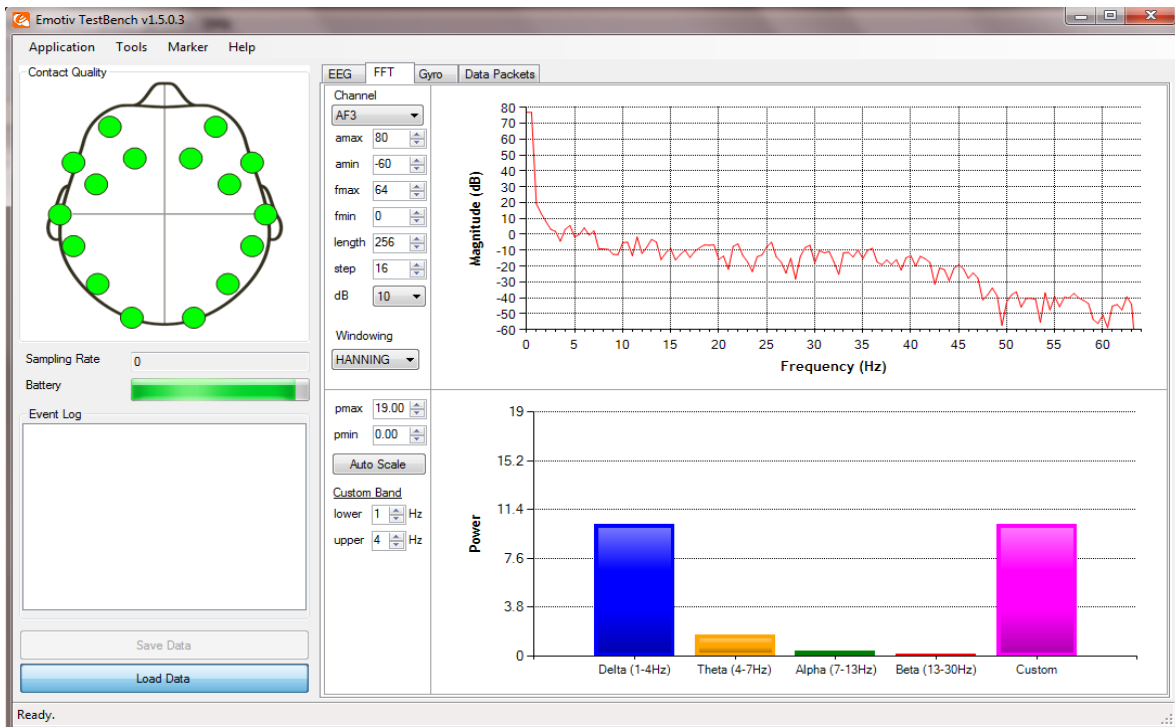 Emotiv TestBench v1.5.0.3
Application Tools Marker Help
Contact Quality
Sampling Rate 0
Battery
Event Log
Save Data
Load Data
Ready.
EEG FFT Gyro Data Packets
Channel
AF3
amax 80
amin -60
fmax 64
fmin 0
length 256
step 16
dB 10
Windowing
HANNING
Magnitude (dB)
80
70
60
50
40
30
20
10
0
-10
-20
-30
-40
-50
-60
0 5 10 15 20 25 30 35 40 45 50 55 60
Frequency (Hz)
pmax 19.00
pmin 0.00
Auto Scale
Custom Band
lower 1 Hz
upper 4 Hz
Power
19
15.2
11.4
7.6
3.8
0
Delta (1-4Hz) Theta (4-7Hz) Alpha (7-13Hz) Beta (13-30Hz) Custom